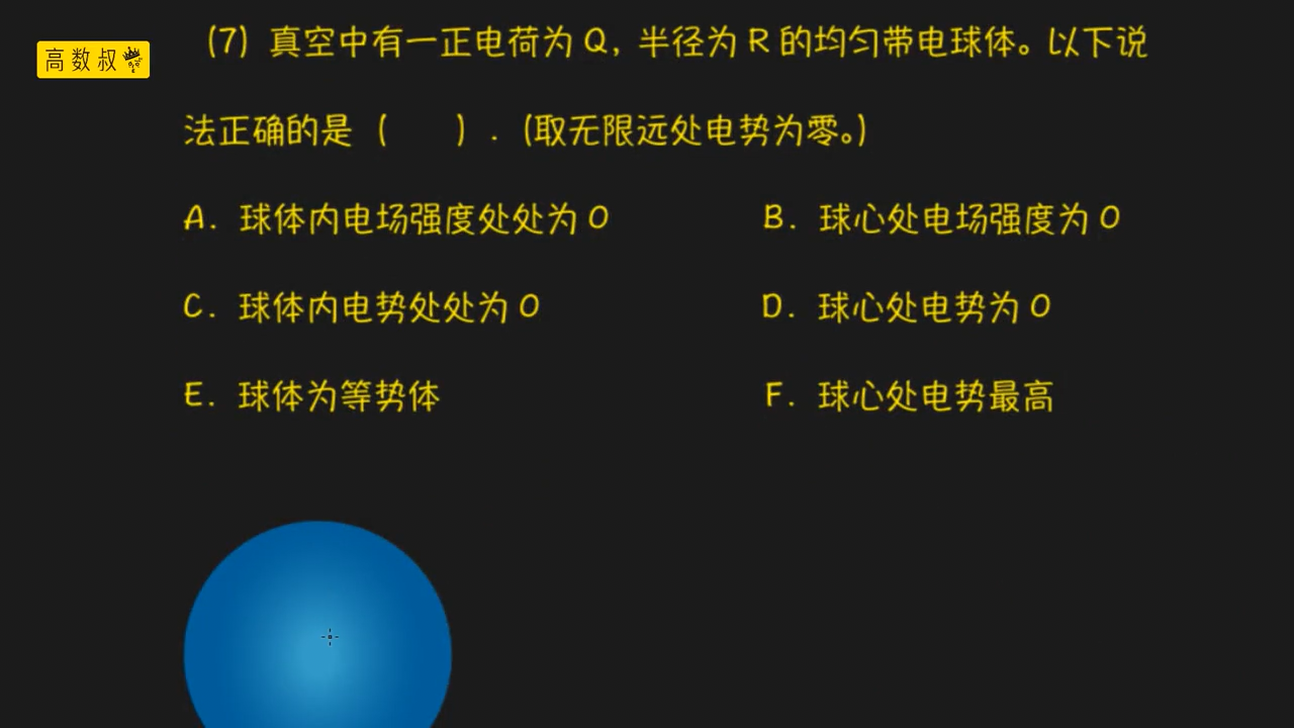 高数叔
（7）真空中有一正电荷为 Q，半径为 R 的均匀带电球体。以下说
法正确的是（　　）．(取无限远处电势为零。)
A. 球体内电场强度处处为 0　　B. 球心处电场强度为 0
C. 球体内电势处处为 0　　D. 球心处电势为 0
E. 球体为等势体　　F. 球心处电势最高